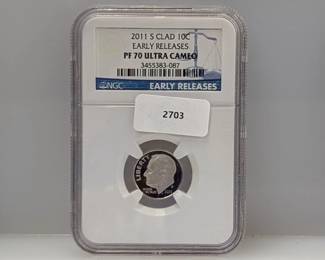 2011 S CLAD 10C
EARLY RELEASES
PF 70 ULTRA CAMEO
3455383-087
NGC
EARLY RELEASES
2703
LIBERTY